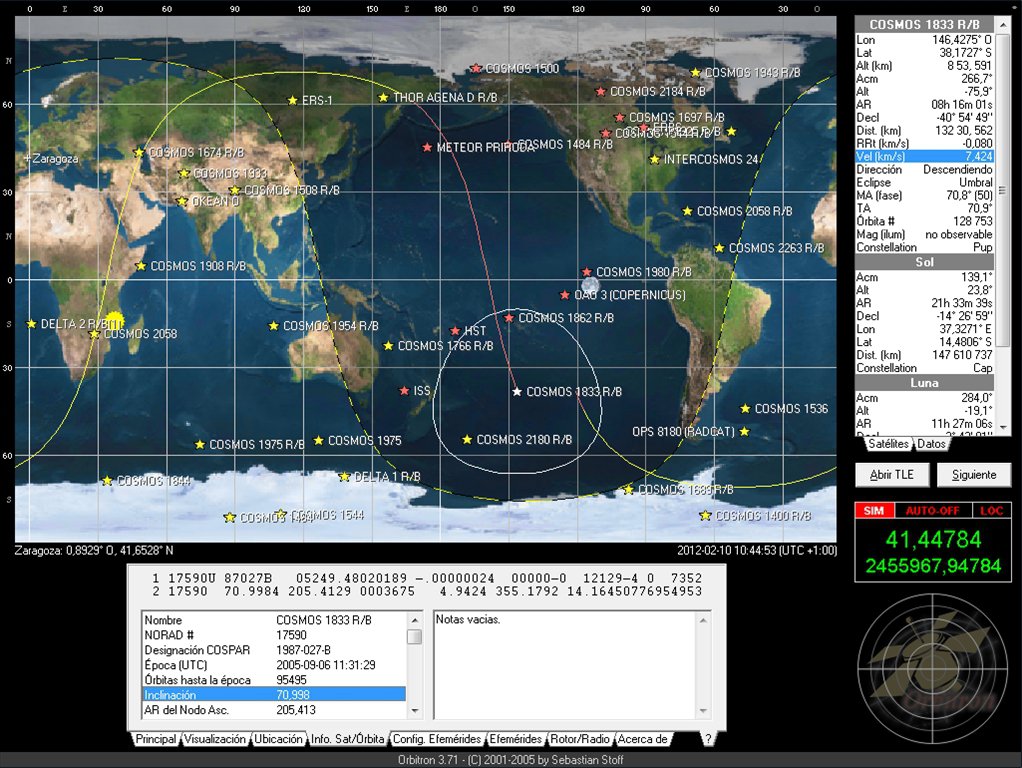 0 E 30 60 90 120 150 E 180 O 150 120 90 60 30 O
N
60
30
N
0
S
30
60
S
COSMOS 1500
COSMOS 1943 R/B
COSMOS 2184 R/B
ERS-1
THOR AGENA D R/B
COSMOS 1697 R/B
METEOR PRIRODA
COSMOS 1484 R/B
COSMOS 1674 R/B
+Zaragoza
INTERCOSMOS 24
COSMOS 1933
COSMOS 1508 R/B
OKEAN O
COSMOS 2058 R/B
COSMOS 2263 R/B
COSMOS 1908 R/B
COSMOS 1980 R/B
OAO 3 (COPERNICUS)
COSMOS 1862 R/B
DELTA 2 R/B
COSMOS 2058
COSMOS 1954 R/B
HST
COSMOS 1766 R/B
ISS
COSMOS 1833 R/B
COSMOS 1536
OPS 8180 (RADCAT)
COSMOS 1975 R/B
COSMOS 1975
COSMOS 2180 R/B
COSMOS 1844
DELTA 1 R/B
COSMOS 1689 R/B
COSMOS 1544
COSMOS 1400 R/B
Zaragoza: 0,8929° O, 41,6528° N
2012-02-10 10:44:53 (UTC +1:00)
COSMOS 1833 R/B
Lon 146,4275° O
Lat 38,1727° S
Alt (km) 8 53, 591
Acm 266,7°
Alt -75,9°
AR 08h 16m 01s
Decl -40° 54' 49''
Dist. (km) 132 30, 562
RRt (km/s) -0,080
Vel (km/s) 7,424
Dirección Descendiendo
Eclipse Umbral
MA (fase) 70,8° (50)
TA 70,9°
Órbita # 128 753
Mag (ilum) no observable
Constellation Pup
Sol
Acm 139,1°
Alt 23,8°
AR 21h 33m 39s
Decl -14° 26' 59''
Lon 37,3271° E
Lat 14,4806° S
Dist. (km) 147 610 737
Constellation Cap
Luna
Acm 284,0°
Alt -19,1°
AR 11h 27m 06s
Satélites Datos
Abrir TLE Siguiente
SIM AUTO-OFF LOC
41,44784
2455967,94784
1 17590U 87027B 05249.48020189 -.00000024 00000-0 12129-4 0 7352
2 17590 70.9984 205.4129 0003675 4.9424 355.1792 14.16450776954953
Nombre COSMOS 1833 R/B
NORAD # 17590
Designación COSPAR 1987-027-B
Época (UTC) 2005-09-06 11:31:29
Órbitas hasta la época 95495
Inclinación 70,998
AR del Nodo Asc. 205,413
Notas vacias.
Principal Visualización Ubicación Info. Sat/Órbita Config. Efemérides Efemérides Rotor/Radio Acerca de ?
Orbitron 3.71 - (C) 2001-2005 by Sebastian Stoff